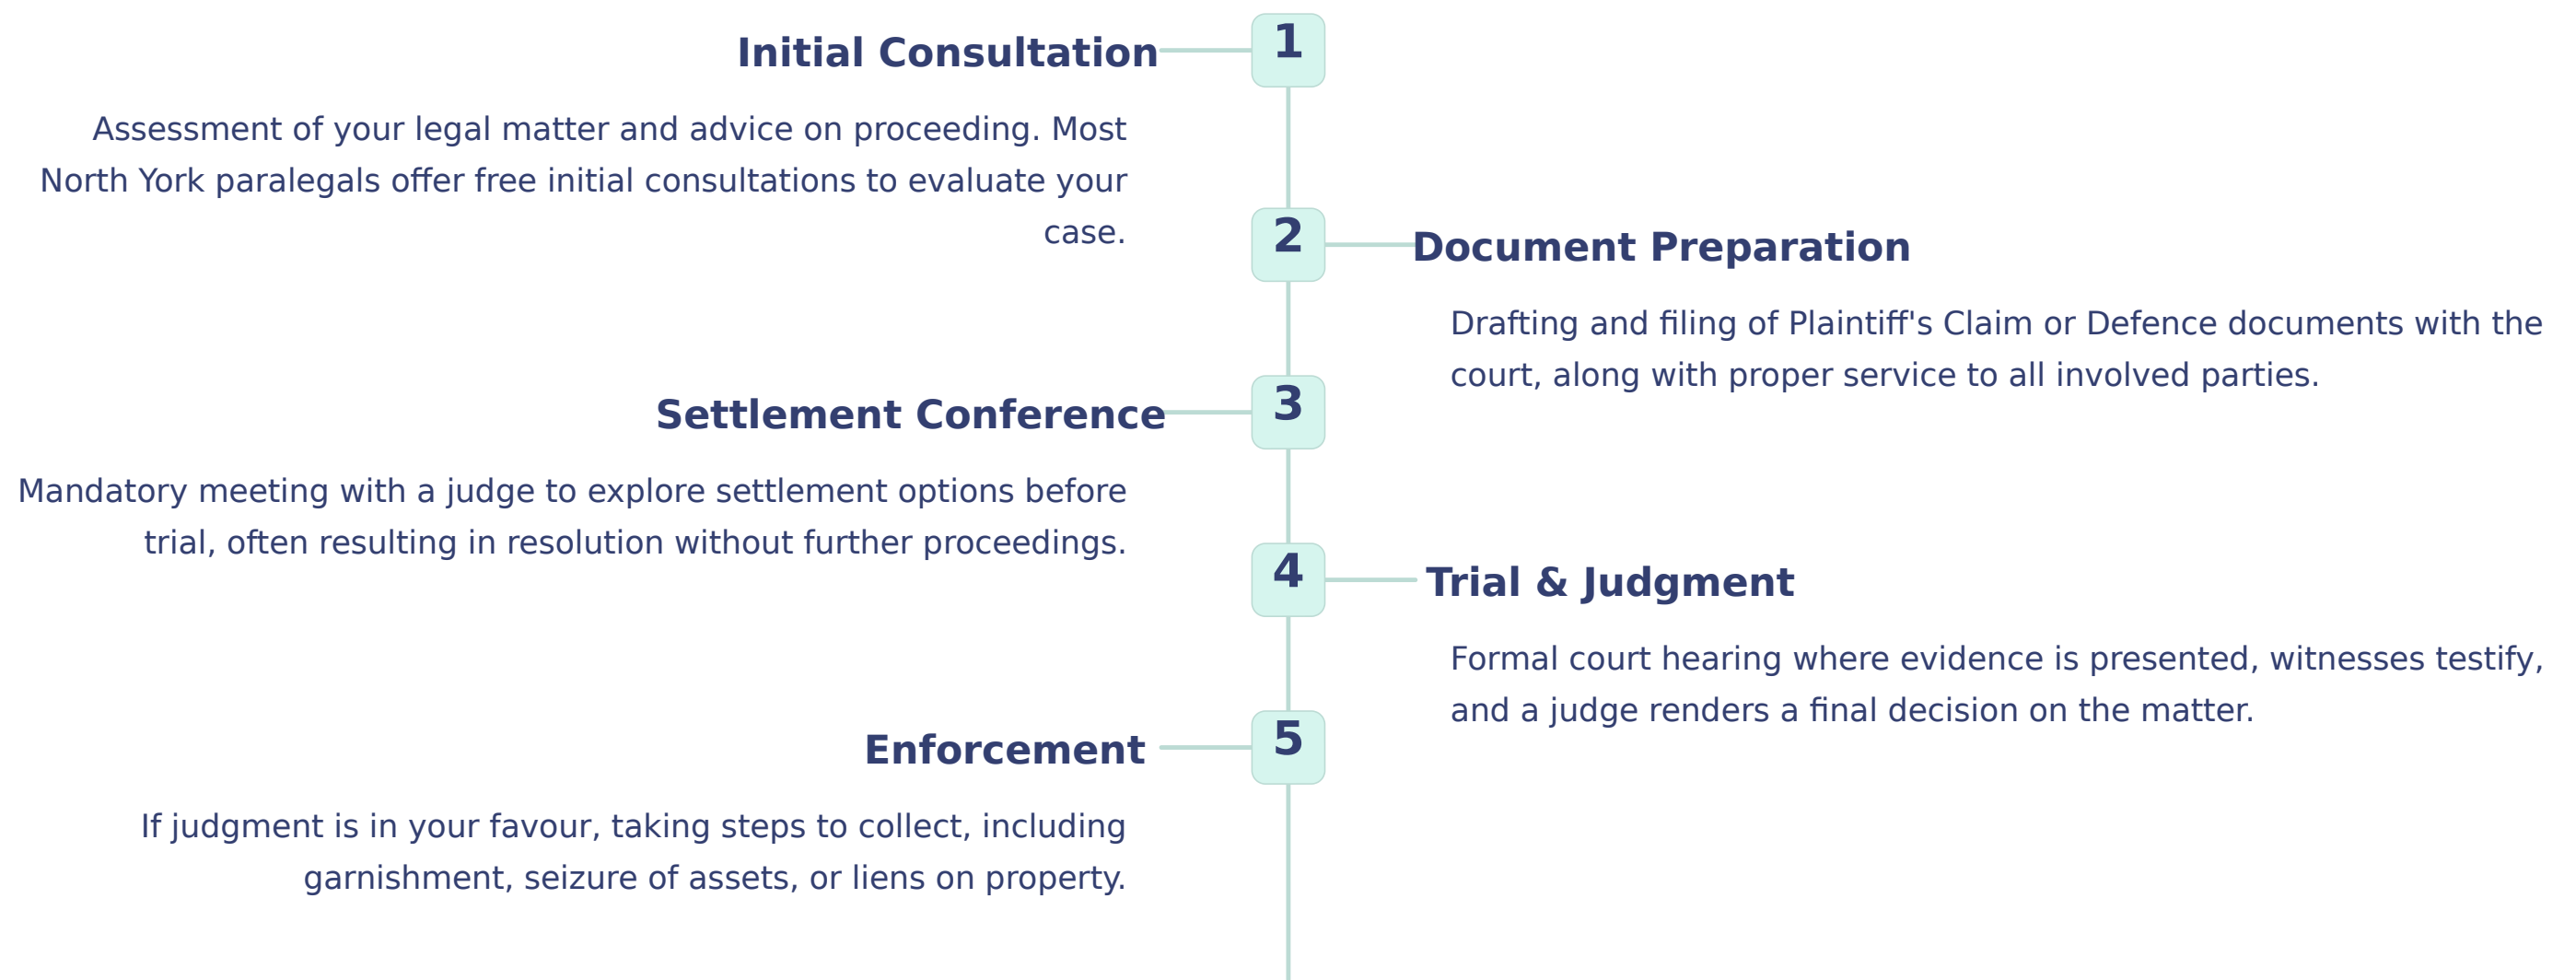 1
Initial Consultation
Assessment of your legal matter and advice on proceeding. Most
North York paralegals offer free initial consultations to evaluate your
case.
2
Document Preparation
Drafting and filing of Plaintiff's Claim or Defence documents with the
court, along with proper service to all involved parties.
3
Settlement Conference
Mandatory meeting with a judge to explore settlement options before
trial, often resulting in resolution without further proceedings.
4
Trial & Judgment
Formal court hearing where evidence is presented, witnesses testify,
and a judge renders a final decision on the matter.
5
Enforcement
If judgment is in your favour, taking steps to collect, including
garnishment, seizure of assets, or liens on property.